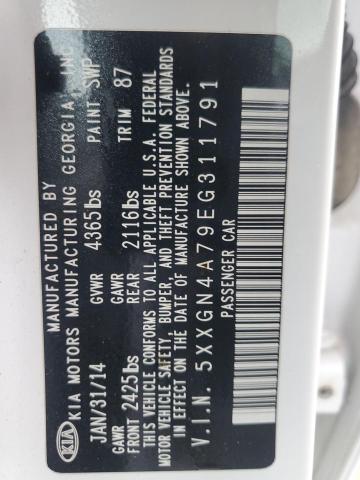 MANUFACTURED BY
KIA KIA MOTORS MANUFACTURING GEORGIA, INC
JAN/31/14 GVWR 4365lbs PAINT SWP
GAWR FRONT 2425lbs GAWR REAR 2116lbs TRIM 87
THIS VEHICLE CONFORMS TO ALL APPLICABLE U.S.A. FEDERAL
MOTOR VEHICLE SAFETY, BUMPER, AND THEFT PREVENTION STANDARDS
IN EFFECT ON THE DATE OF MANUFACTURE SHOWN ABOVE.
V.I.N. 5XXGN4A79EG311791
PASSENGER CAR